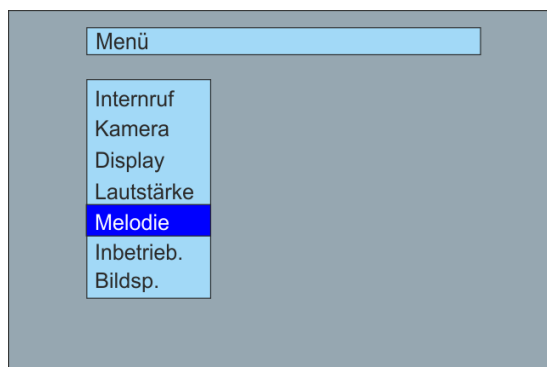 Menü
Internruf
Kamera
Display
Lautstärke
Melodie
Inbetrieb.
Bildsp.